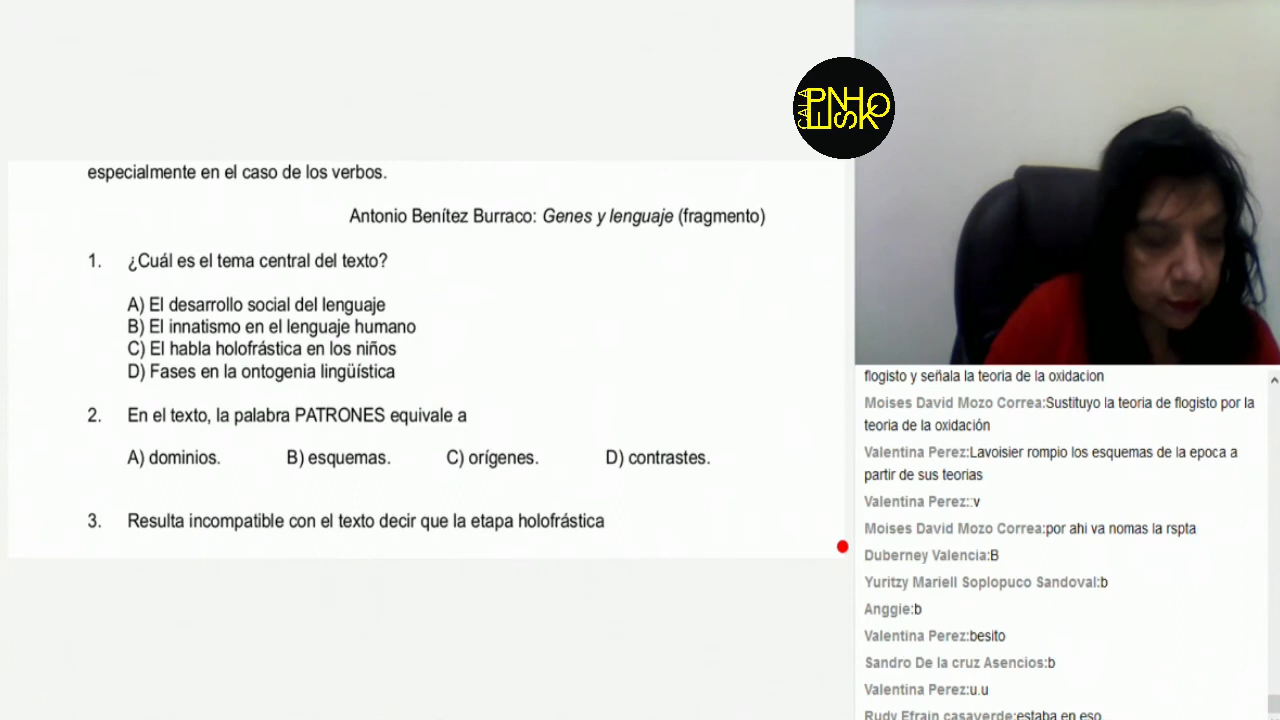 especialmente en el caso de los verbos.
Antonio Benítez Burraco: Genes y lenguaje (fragmento)
1. ¿Cuál es el tema central del texto?
A) El desarrollo social del lenguaje
B) El innatismo en el lenguaje humano
C) El habla holofrástica en los niños
D) Fases en la ontogenia lingüística
2. En el texto, la palabra PATRONES equivale a
A) dominios. B) esquemas. C) orígenes. D) contrastes.
3. Resulta incompatible con el texto decir que la etapa holofrástica
CALA
PENHSKO
flogisto y señala la teoria de la oxidacion
Moises David Mozo Correa:Sustituyo la teoria de flogisto por la
teoria de la oxidación
Valentina Perez:Lavoisier rompio los esquemas de la epoca a
partir de sus teorias
Valentina Perez::v
Moises David Mozo Correa:por ahi va nomas la rspta
Duberney Valencia:B
Yuritzy Mariell Soplopuco Sandoval:b
Anggie:b
Valentina Perez:besito
Sandro De la cruz Asencios:b
Valentina Perez:u.u
Rudy Efrain casaverde:estaba en eso